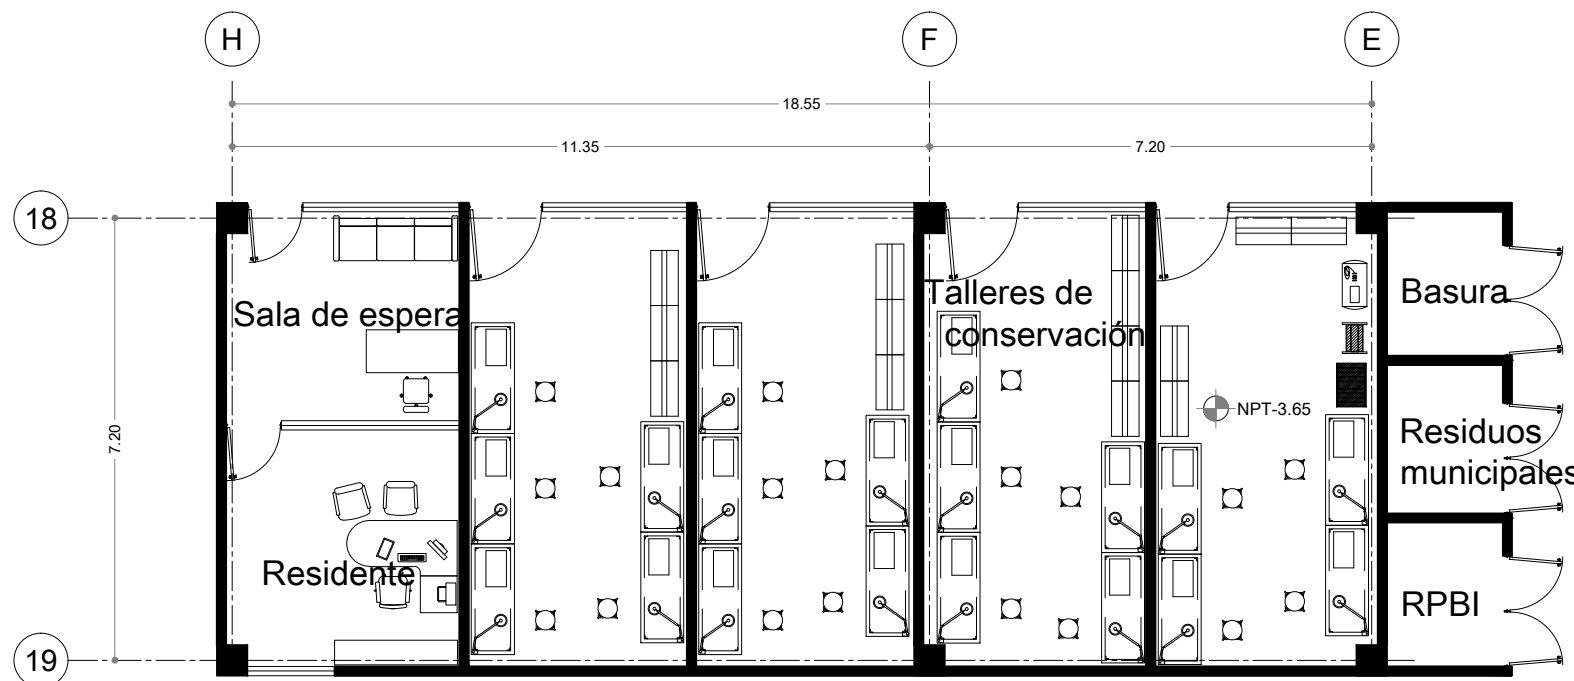 H
F
E
18.55
11.35
7.20
18
7.20
19
Sala de espera
Talleres de
conservación
Basura
NPT-3.65
Residuos
municipales
Residente
RPBI